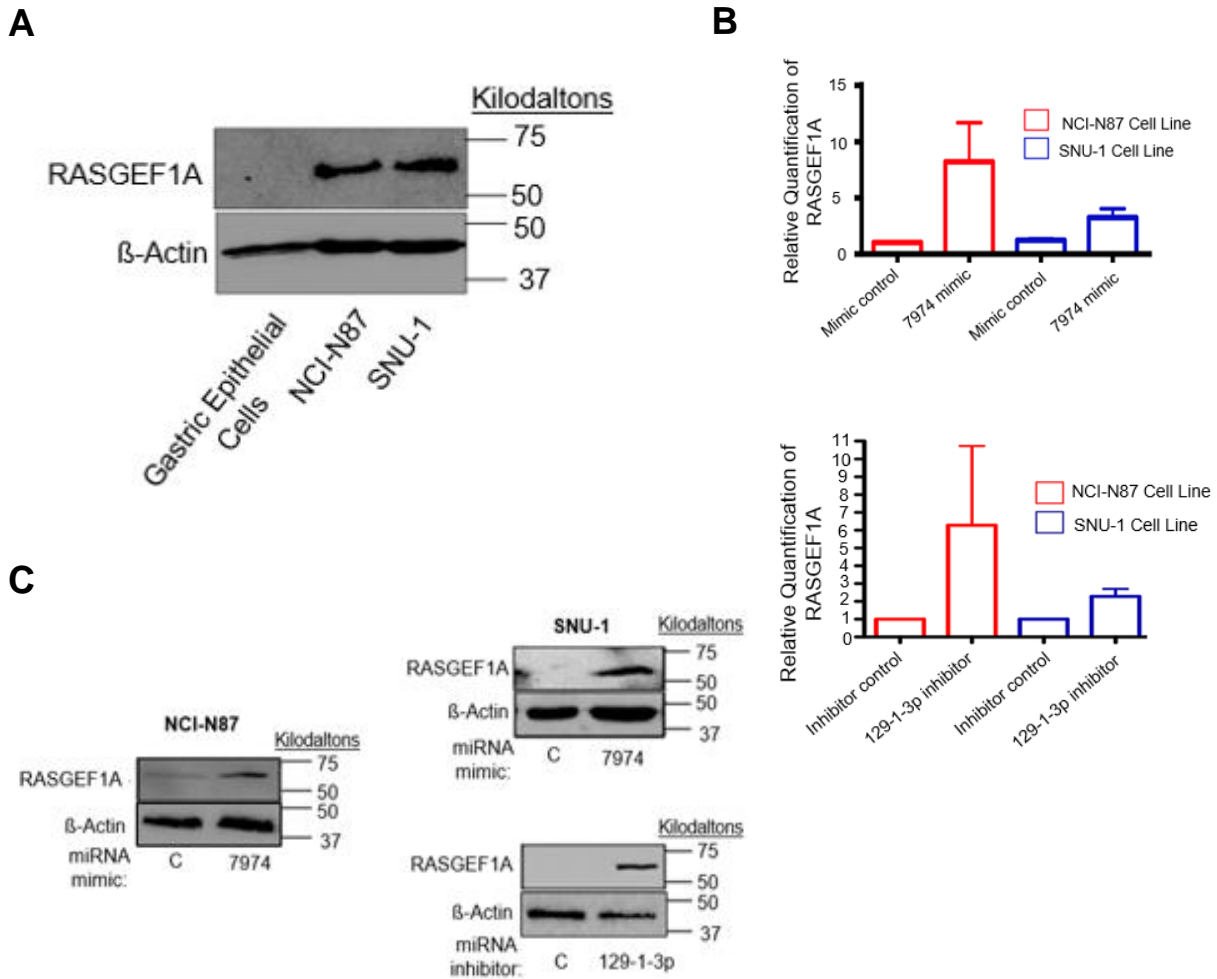 A
Kilodaltons
RASGEF1A
75
50
ß-Actin
50
37
Gastric Epithelial
Cells
NCI-N87
SNU-1
B
Relative Quantification of
RASGEF1A
15
10
5
0
NCI-N87 Cell Line
SNU-1 Cell Line
Mimic control
7974 mimic
Mimic control
7974 mimic
Relative Quantification of
RASGEF1A
11
10
9
8
7
6
5
4
3
2
1
0
NCI-N87 Cell Line
SNU-1 Cell Line
Inhibitor control
129-1-3p inhibitor
Inhibitor control
129-1-3p inhibitor
C
NCI-N87
Kilodaltons
RASGEF1A
75
50
ß-Actin
50
37
miRNA
mimic:
C
7974
SNU-1
Kilodaltons
RASGEF1A
75
50
ß-Actin
50
37
miRNA
mimic:
C
7974
Kilodaltons
RASGEF1A
75
50
ß-Actin
50
37
miRNA
inhibitor:
C
129-1-3p